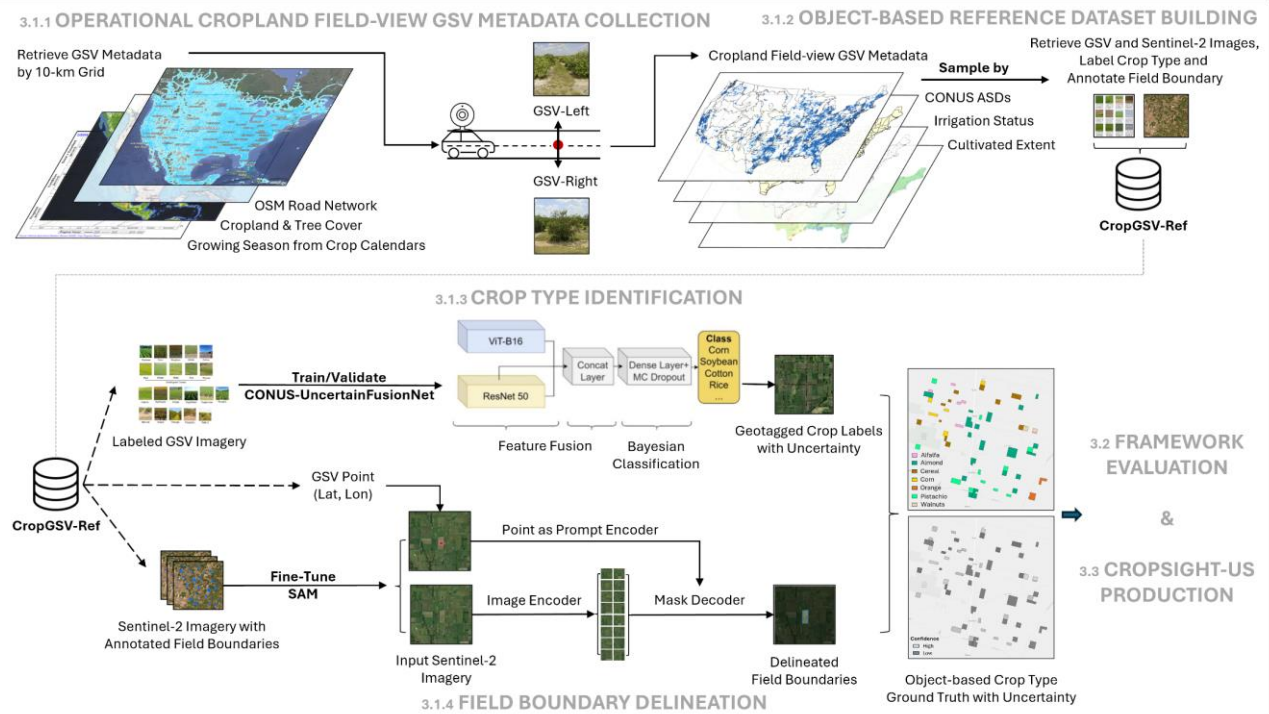 3.1.1 OPERATIONAL CROPLAND FIELD-VIEW GSV METADATA COLLECTION
Retrieve GSV Metadata
by 10-km Grid
GSV-Left
GSV-Right
OSM Road Network
Cropland & Tree Cover
Growing Season from Crop Calendars
3.1.2 OBJECT-BASED REFERENCE DATASET BUILDING
Cropland Field-view GSV Metadata
Sample by
CONUS ASDs
Irrigation Status
Cultivated Extent
Retrieve GSV and Sentinel-2 Images,
Label Crop Type and
Annotate Field Boundary
CropGSV-Ref
3.1.3 CROP TYPE IDENTIFICATION
Labeled GSV Imagery
Train/Validate
CONUS-UncertainFusionNet
ViT-B16
ResNet 50
Concat
Layer
Dense Layer+
MC Dropout
Class
Corn
Soybean
Cotton
Rice
....
Feature Fusion
Bayesian
Classification
Geotagged Crop Labels
with Uncertainty
CropGSV-Ref
GSV Point
(Lat, Lon)
Sentinel-2 Imagery with
Annotated Field Boundaries
Fine-Tune
SAM
Point as Prompt Encoder
Image Encoder
Mask Decoder
Input Sentinel-2
Imagery
Delineated
Field Boundaries
3.1.4 FIELD BOUNDARY DELINEATION
Alfalfa
Almond
Cereal
Corn
Orange
Pistachio
Walnuts
Confidence
High
Low
Object-based Crop Type
Ground Truth with Uncertainty
3.2 FRAMEWORK
EVALUATION
&
3.3 CROPSIGHT-US
PRODUCTION